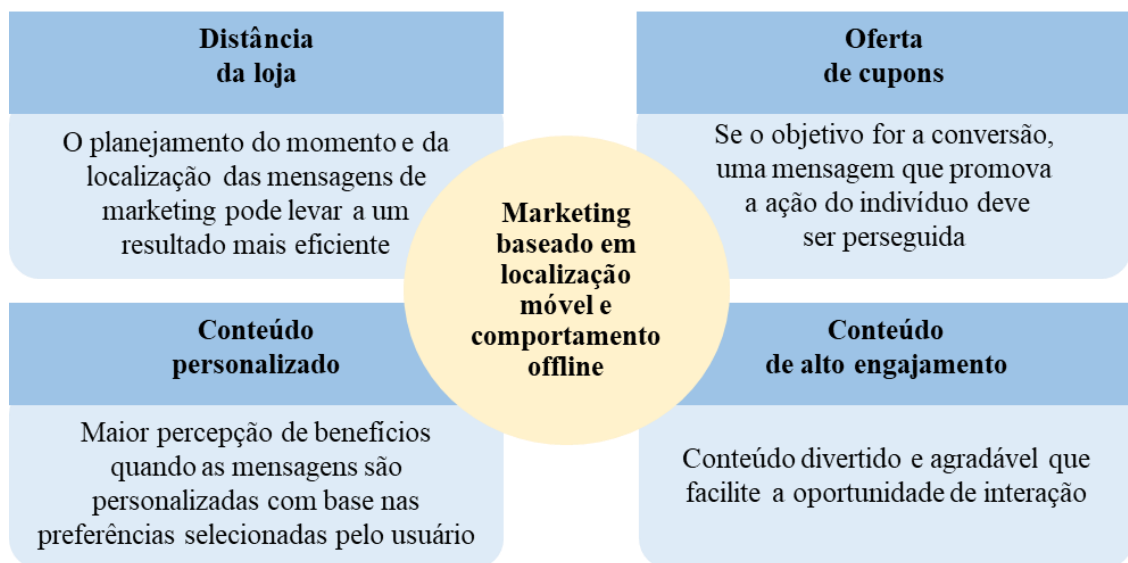 Distância
da loja
O planejamento do momento e da
localização das mensagens de
marketing pode levar a um
resultado mais eficiente
Oferta
de cupons
Se o objetivo for a conversão,
uma mensagem que promova
a ação do indivíduo deve
ser perseguida
Marketing
baseado em
localização
móvel e
comportamento
offline
Conteúdo
personalizado
Maior percepção de benefícios
quando as mensagens são
personalizadas com base nas
preferências selecionadas pelo usuário
Conteúdo
de alto engajamento
Conteúdo divertido e agradável que
facilite a oportunidade de interação